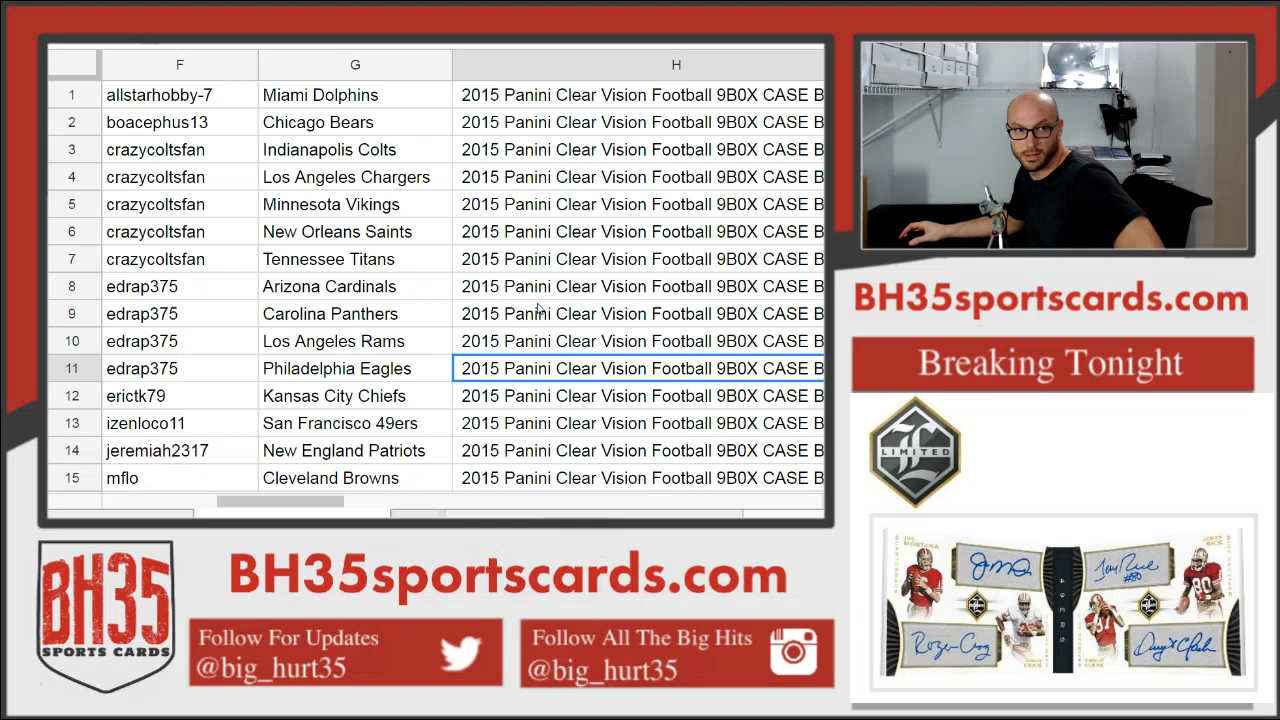 F G H
1 allstarhobby-7 Miami Dolphins 2015 Panini Clear Vision Football 9B0X CASE B
2 boacephus13 Chicago Bears 2015 Panini Clear Vision Football 9B0X CASE B
3 crazycoltsfan Indianapolis Colts 2015 Panini Clear Vision Football 9B0X CASE B
4 crazycoltsfan Los Angeles Chargers 2015 Panini Clear Vision Football 9B0X CASE B
5 crazycoltsfan Minnesota Vikings 2015 Panini Clear Vision Football 9B0X CASE B
6 crazycoltsfan New Orleans Saints 2015 Panini Clear Vision Football 9B0X CASE B
7 crazycoltsfan Tennessee Titans 2015 Panini Clear Vision Football 9B0X CASE B
8 edrap375 Arizona Cardinals 2015 Panini Clear Vision Football 9B0X CASE B
9 edrap375 Carolina Panthers 2015 Panini Clear Vision Football 9B0X CASE B
10 edrap375 Los Angeles Rams 2015 Panini Clear Vision Football 9B0X CASE B
11 edrap375 Philadelphia Eagles 2015 Panini Clear Vision Football 9B0X CASE B
12 erictk79 Kansas City Chiefs 2015 Panini Clear Vision Football 9B0X CASE B
13 izenloco11 San Francisco 49ers 2015 Panini Clear Vision Football 9B0X CASE B
14 jeremiah2317 New England Patriots 2015 Panini Clear Vision Football 9B0X CASE B
15 mflo Cleveland Browns 2015 Panini Clear Vision Football 9B0X CASE B
BH35sportscards.com
Breaking Tonight
LIMITED
JOE MONTANA
JERRY RICE
#80
49ERS
ROGER CRAIG
DWIGHT CLARK
BH35
SPORTS CARDS
BH35sportscards.com
Follow For Updates
@big_hurt35
Follow All The Big Hits
@big_hurt35